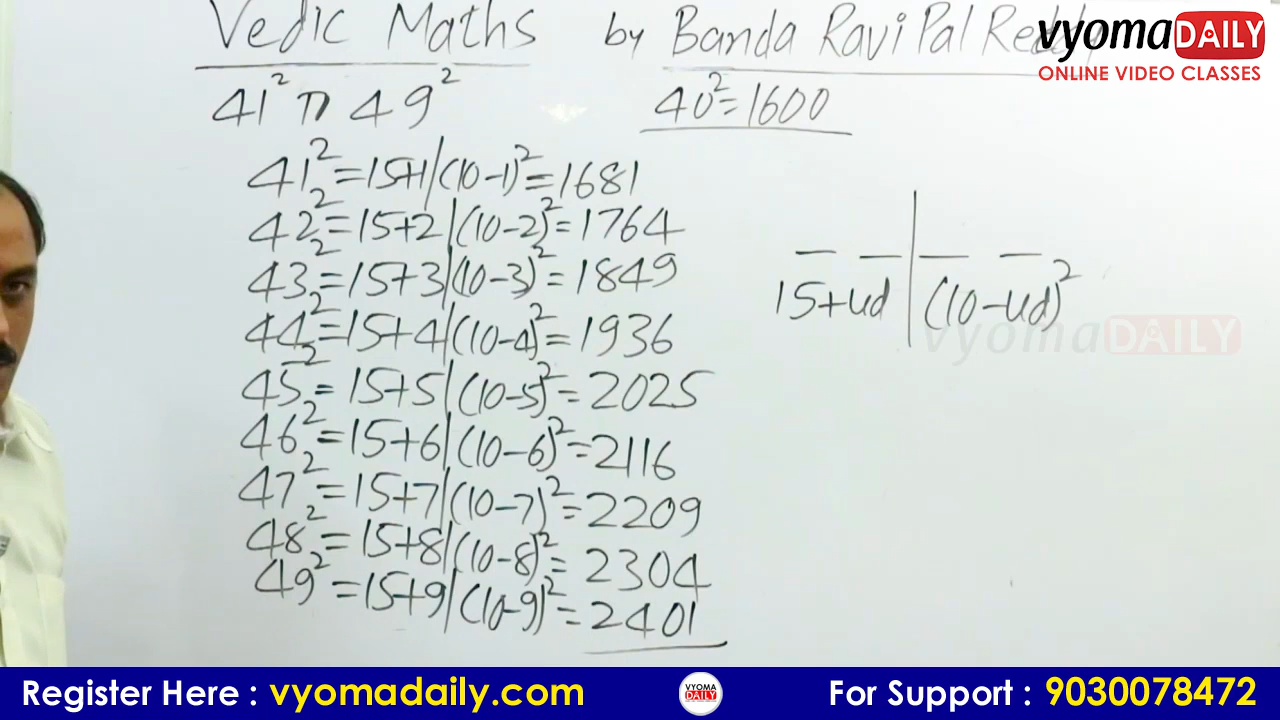 Vedic Maths by Banda Ravi Pal Reddy
vyoma DAILY
ONLINE VIDEO CLASSES
41² 49²
40²=1600
41²=15+1|(10-1)²=1681
42²=15+2|(10-2)²=1764
43²=15+3|(10-3)²=1849
44²=15+4|(10-4)²=1936
45²=15+5|(10-5)²=2025
46²=15+6|(10-6)²=2116
47²=15+7|(10-7)²=2209
48²=15+8|(10-8)²=2304
49²=15+9|(10-9)²=2401
_ _|_ _
15+ud|(10-ud)²
vyoma DAILY
Register Here : vyomadaily.com
VYOMA
DAILY
For Support : 9030078472